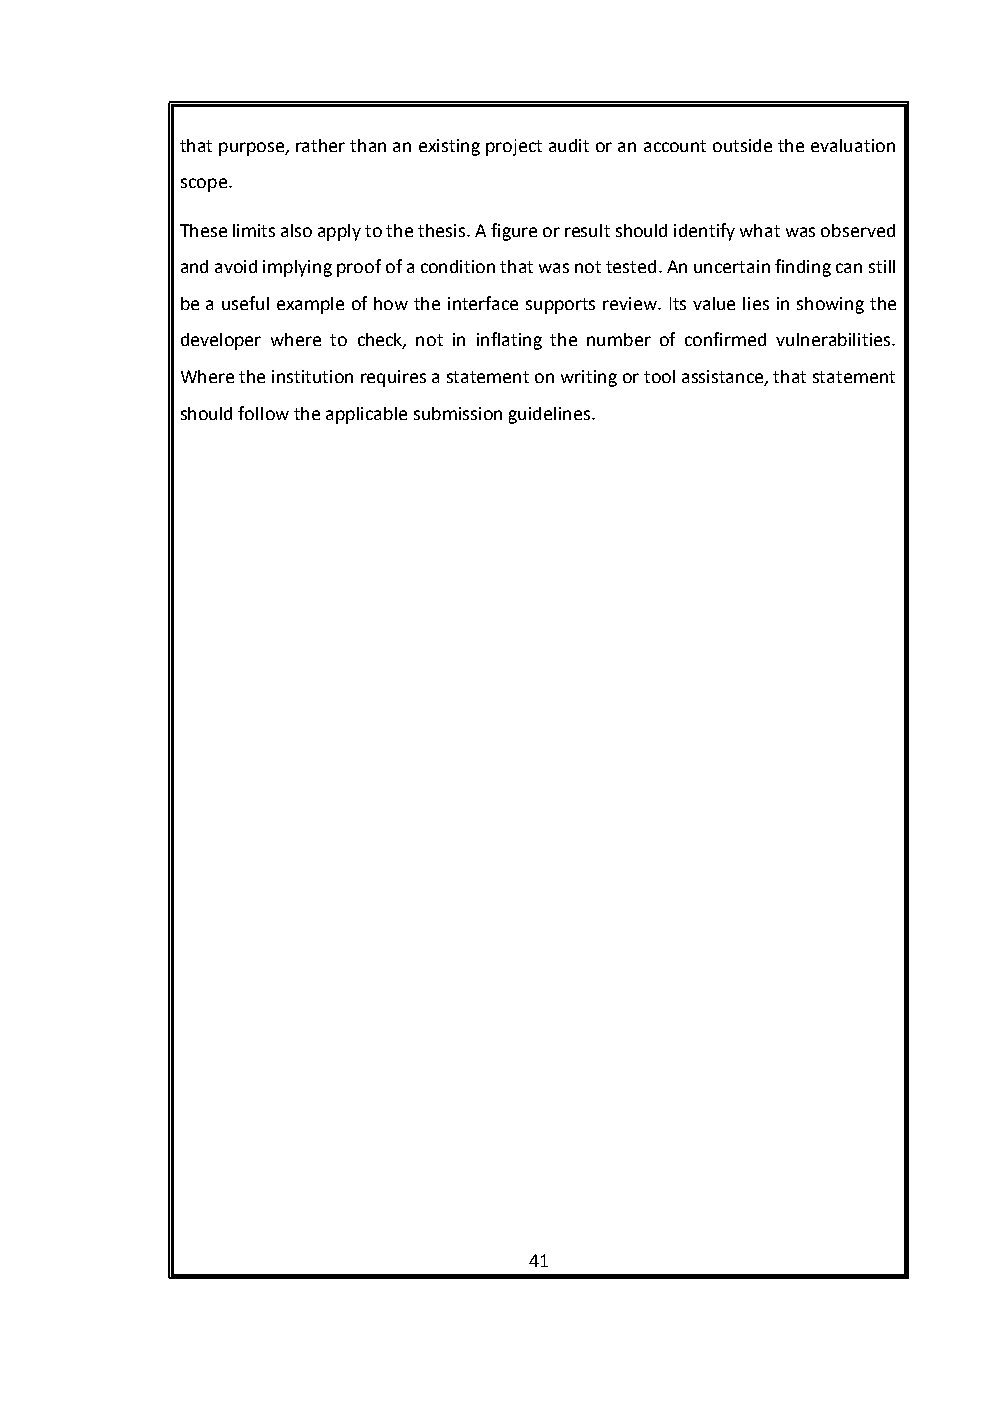 that purpose, rather than an existing project audit or an account outside the evaluation
scope.
These limits also apply to the thesis. A figure or result should identify what was observed
and avoid implying proof of a condition that was not tested. An uncertain finding can still
be a useful example of how the interface supports review. Its value lies in showing the
developer where to check, not in inflating the number of confirmed vulnerabilities.
Where the institution requires a statement on writing or tool assistance, that statement
should follow the applicable submission guidelines.
41